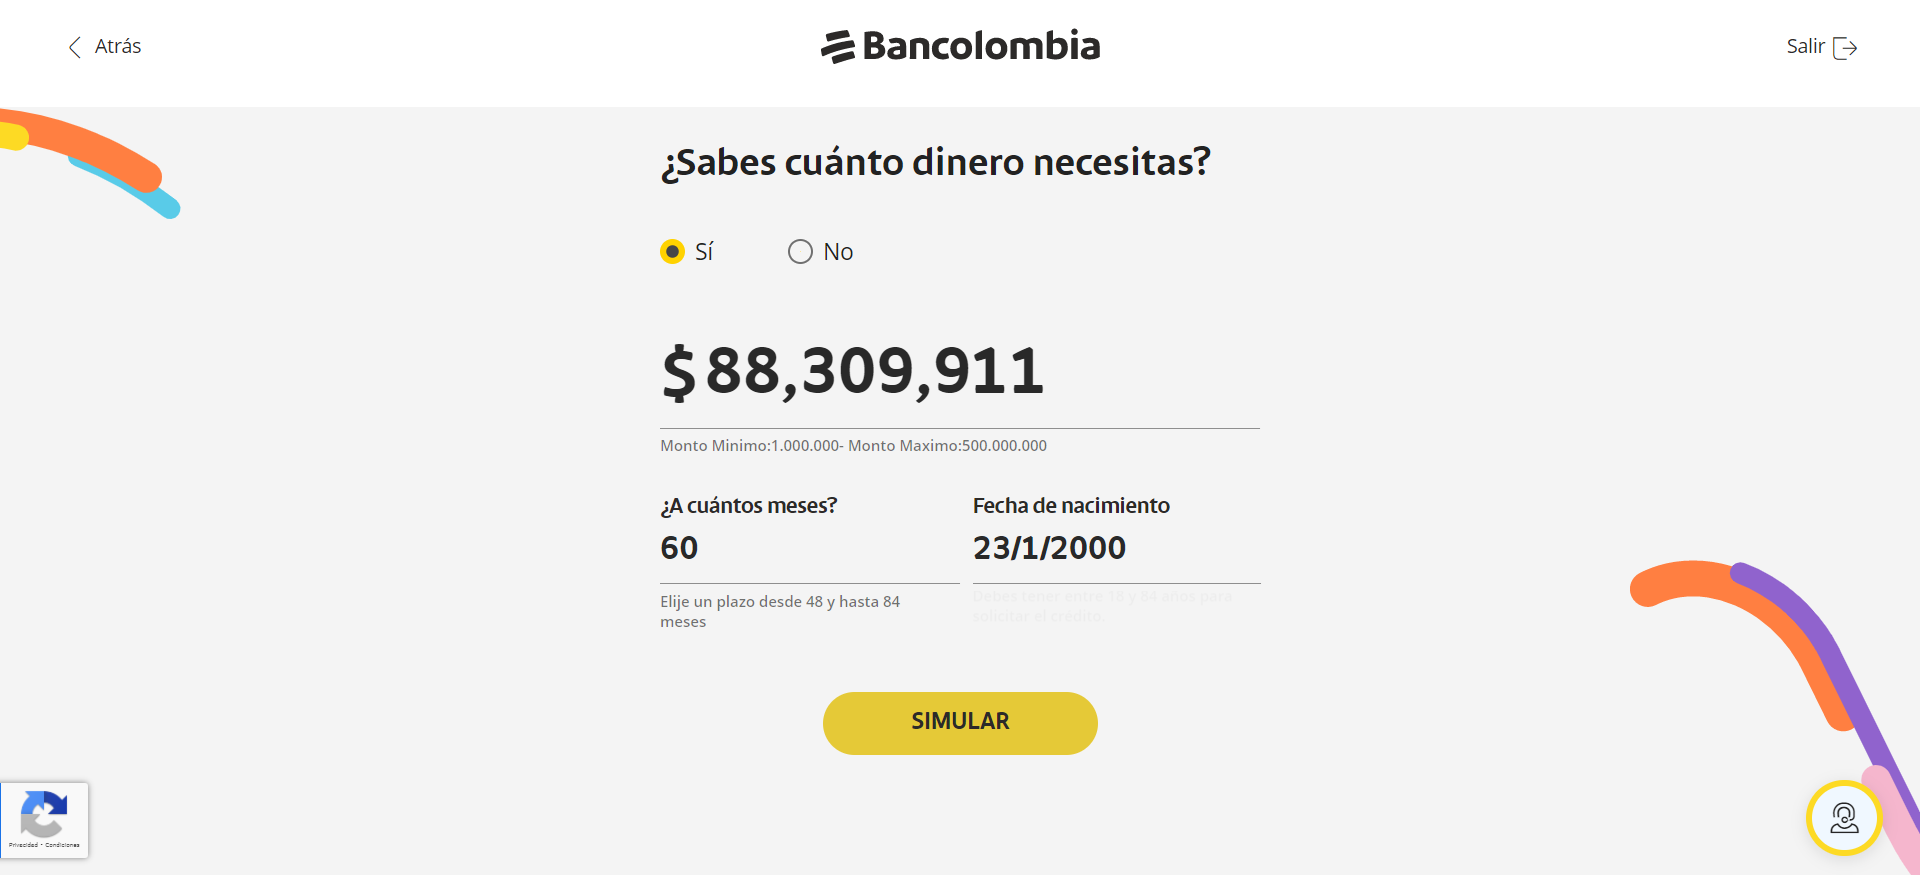 Atrás
Bancolombia
Salir
¿Sabes cuánto dinero necesitas?
Sí
No
$ 88,309,911
Monto Minimo:1.000.000- Monto Maximo:500.000.000
¿A cuántos meses?
60
Elije un plazo desde 48 y hasta 84
meses
Fecha de nacimiento
23/1/2000
Debes tener entre 18 y 84 años para
solicitar el crédito.
SIMULAR
Privacidad - Condiciones